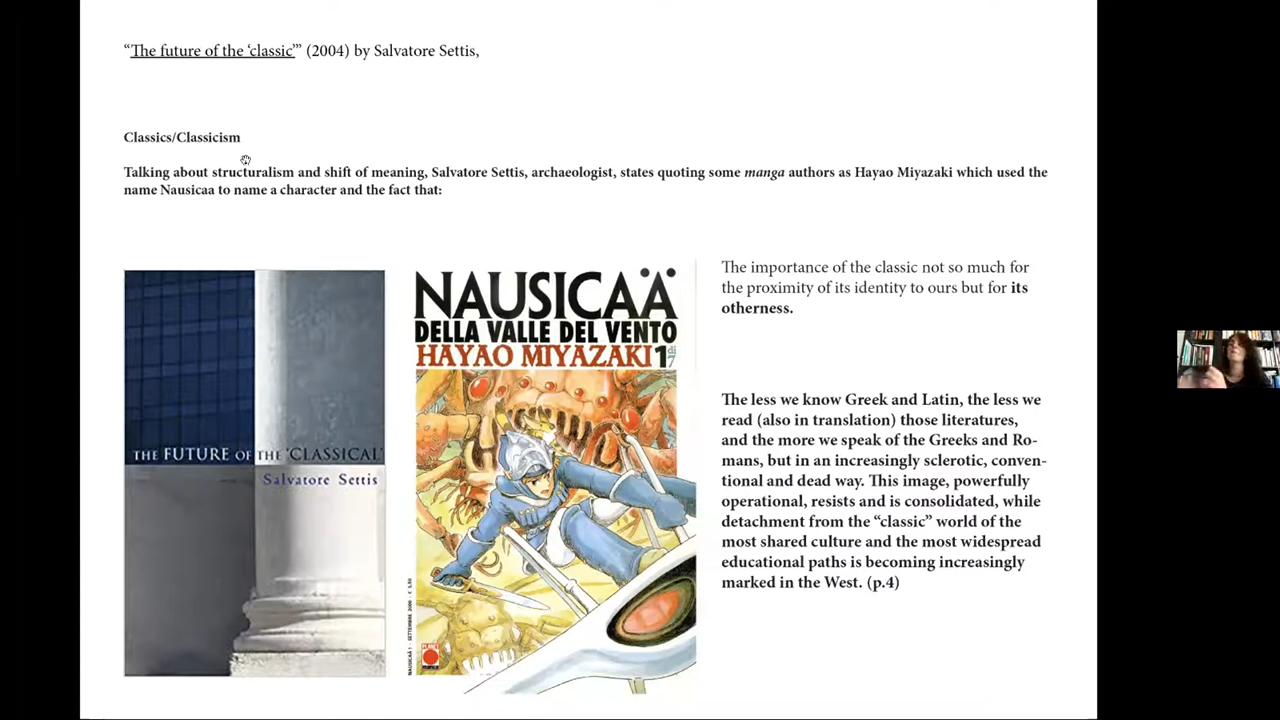 “The future of the ‘classic’” (2004) by Salvatore Settis,
Classics/Classicism
Talking about structuralism and shift of meaning, Salvatore Settis, archaeologist, states quoting some manga authors as Hayao Miyazaki which used the
name Nausicaa to name a character and the fact that:
THE FUTURE OF THE ‘CLASSICAL’
Salvatore Settis
NAUSICAÄ
DELLA VALLE DEL VENTO
HAYAO MIYAZAKI 1 di 7
The importance of the classic not so much for
the proximity of its identity to ours but for its
otherness.
The less we know Greek and Latin, the less we
read (also in translation) those literatures,
and the more we speak of the Greeks and Ro-
mans, but in an increasingly sclerotic, conven-
tional and dead way. This image, powerfully
operational, resists and is consolidated, while
detachment from the “classic” world of the
most shared culture and the most widespread
educational paths is becoming increasingly
marked in the West. (p.4)